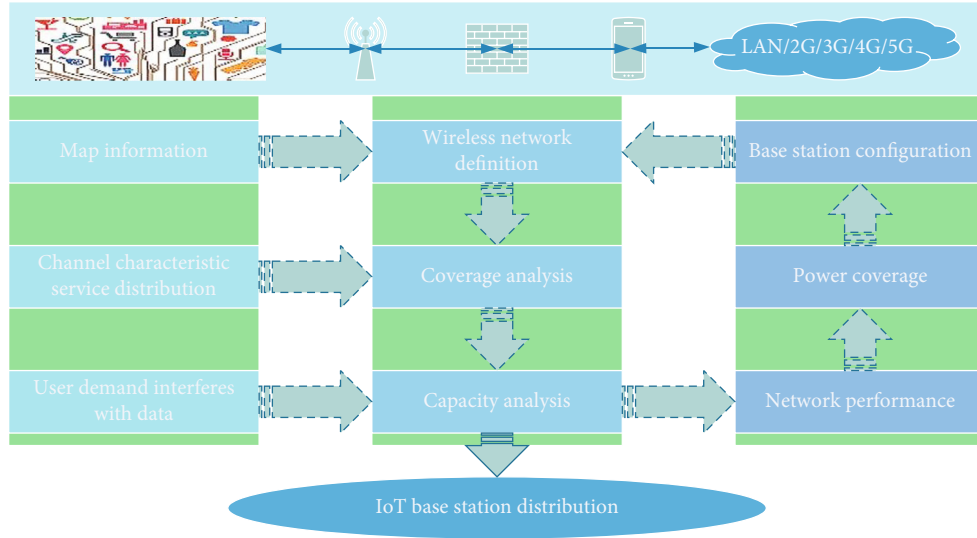 LAN/2G/3G/4G/5G
Map information
Wireless network
definition
Base station configuration
Channel characteristic
service distribution
Coverage analysis
Power coverage
User demand interferes
with data
Capacity analysis
Network performance
IoT base station distribution